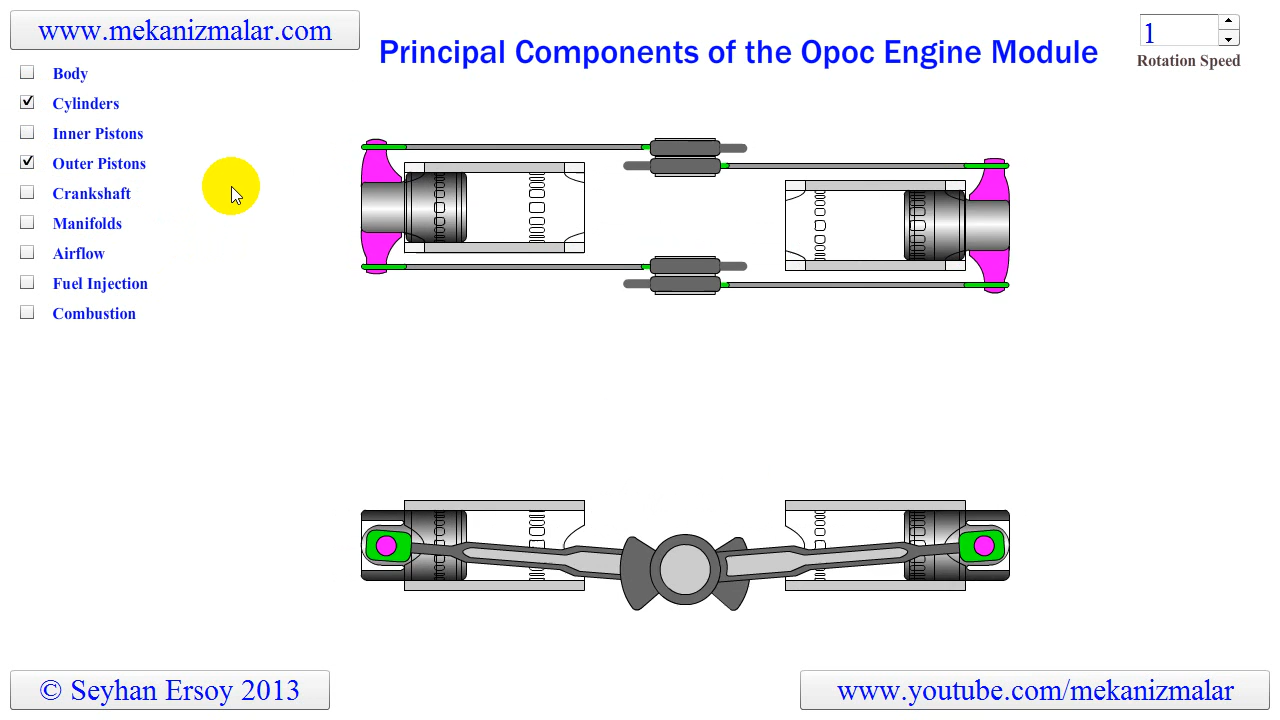 www.mekanizmalar.com
Principal Components of the Opoc Engine Module
1
Rotation Speed
Body
Cylinders
Inner Pistons
Outer Pistons
Crankshaft
Manifolds
Airflow
Fuel Injection
Combustion
© Seyhan Ersoy 2013
www.youtube.com/mekanizmalar